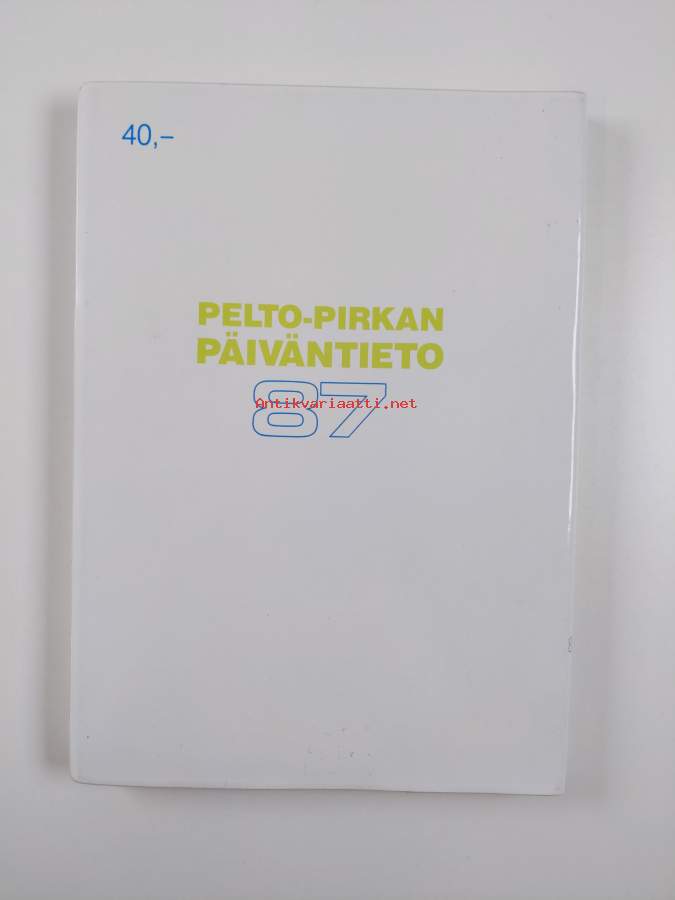 40,–
PELTO-PIRKAN
PÄIVÄNTIETO
87
Antikvariaatti.net